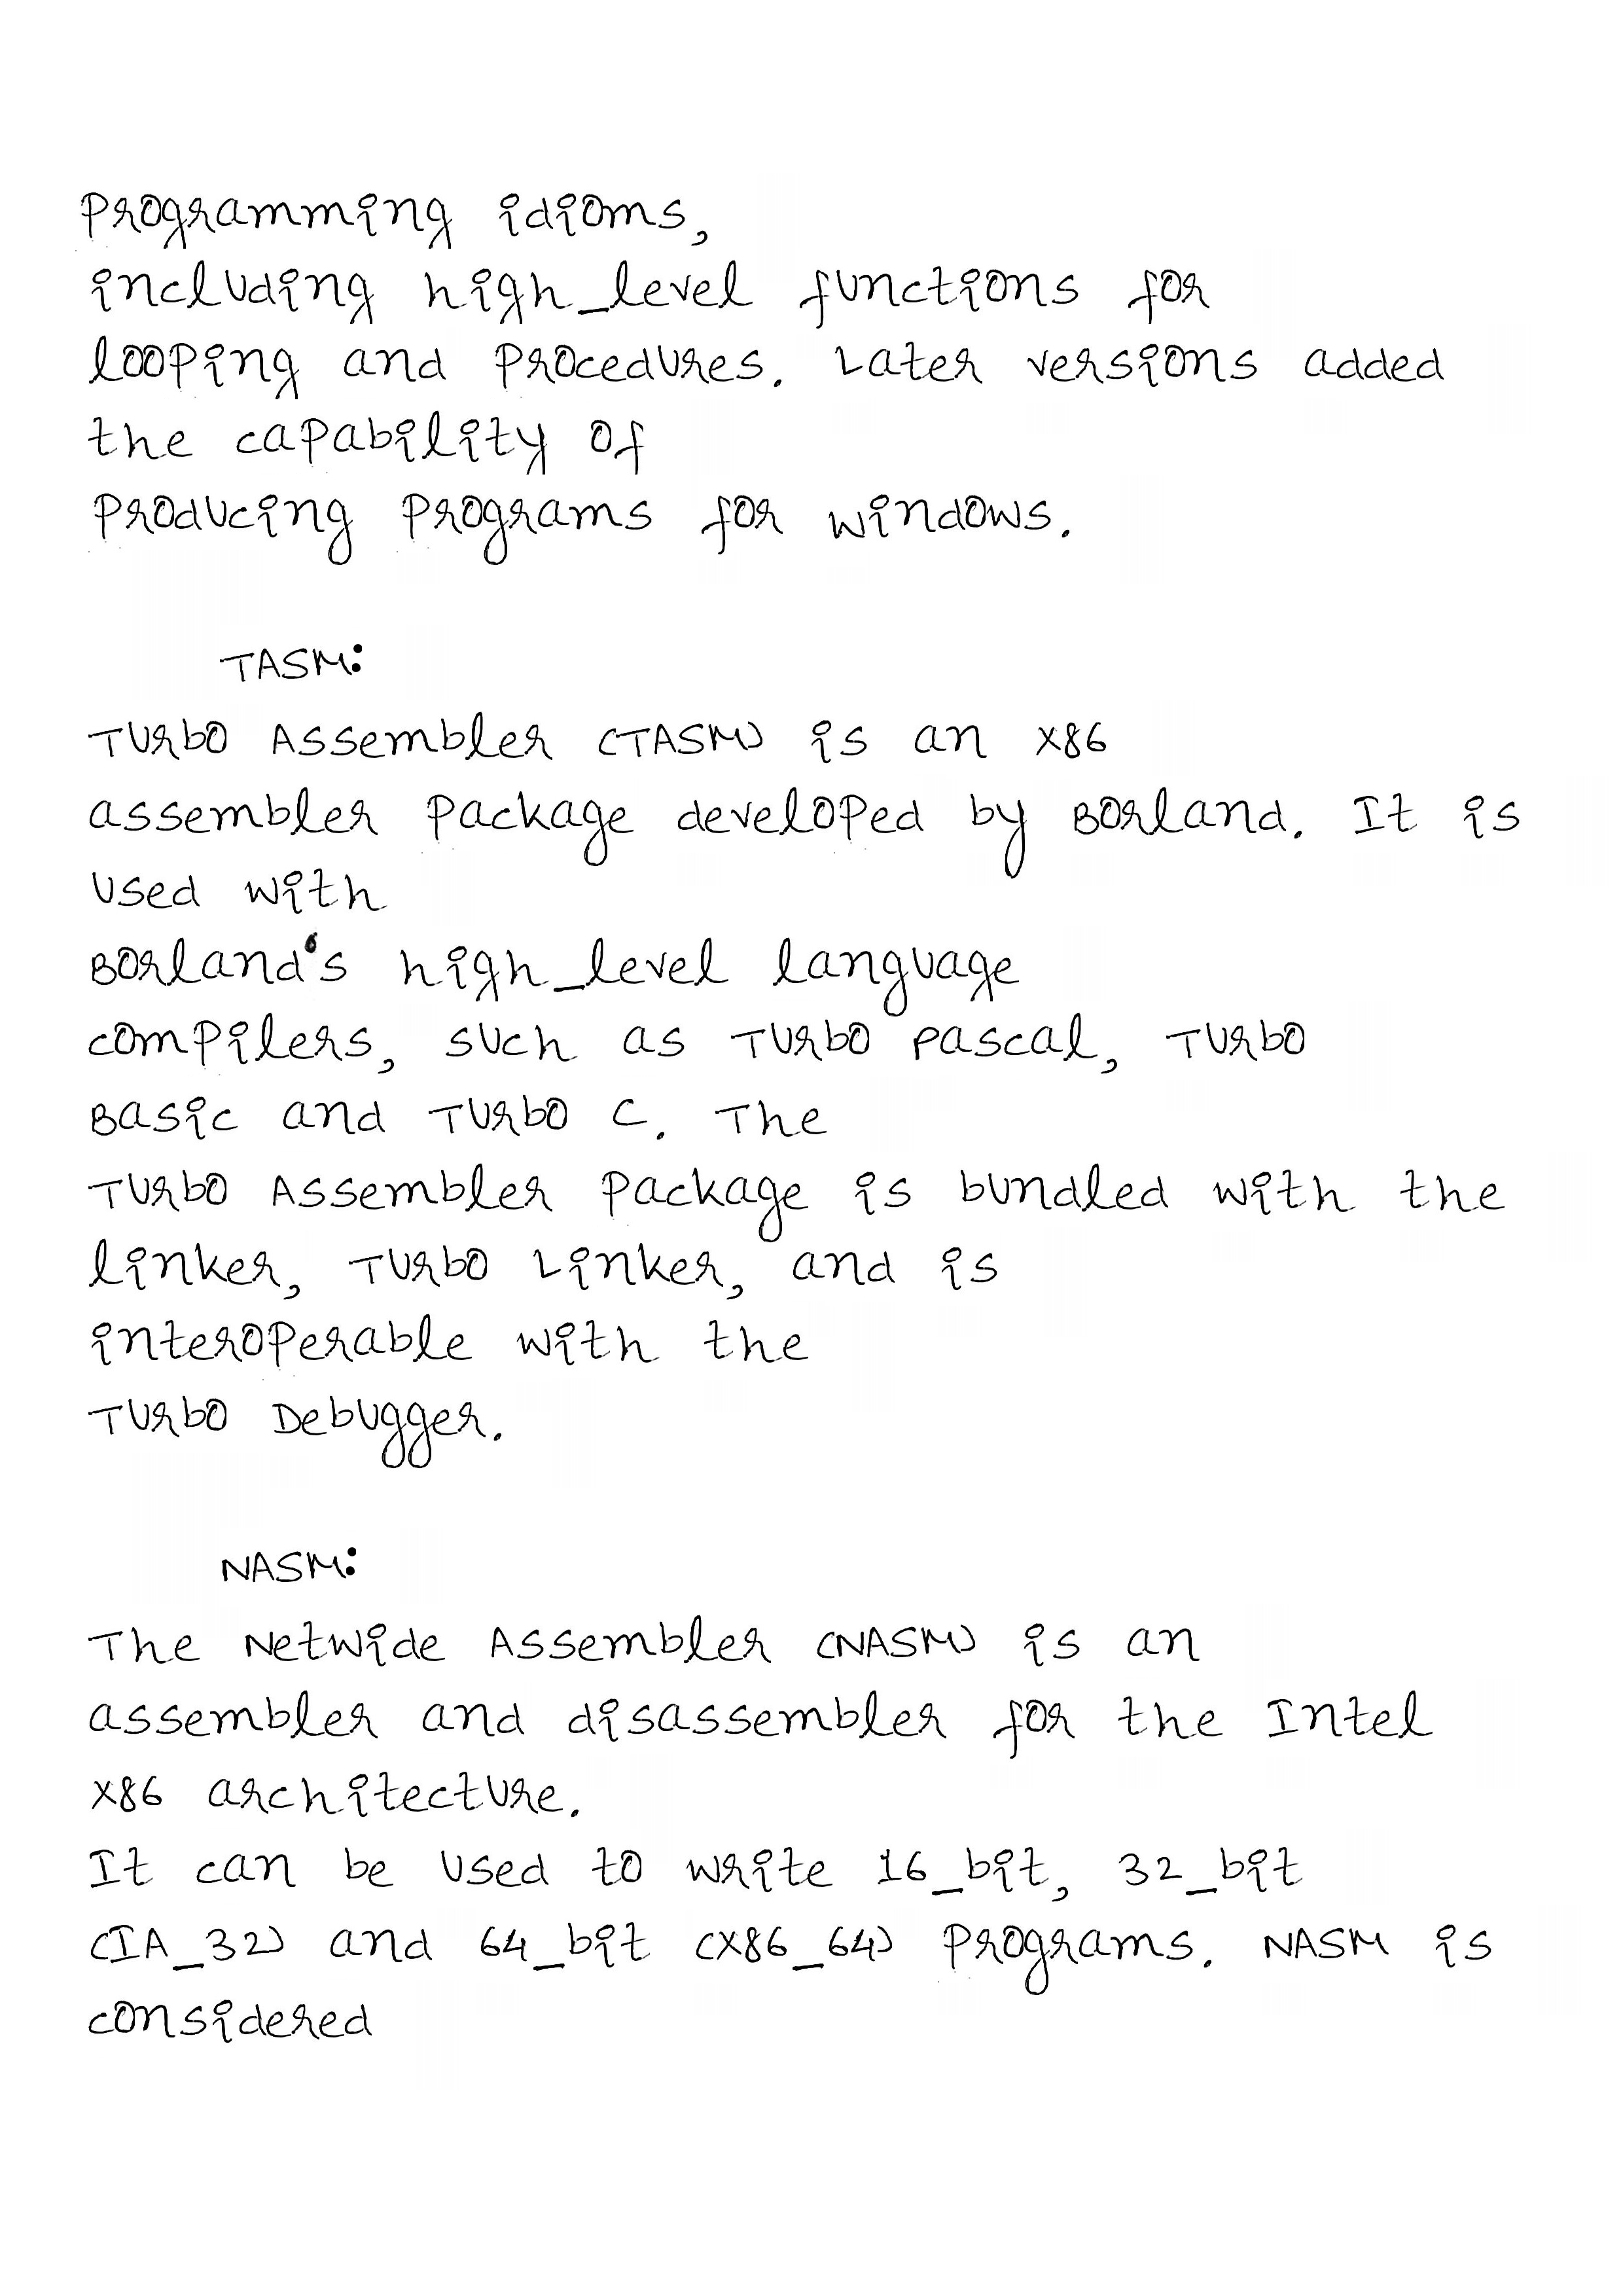 programming idioms,
including high_level functions for
looping and procedures. Later versions added
the capability of
producing programs for windows.
TASM:
Turbo Assembler (TASM) is an x86
assembler package developed by Borland. It is
used with
Borland's high_level language
compilers, such as Turbo Pascal, Turbo
Basic and Turbo C. The
Turbo Assembler package is bundled with the
linker, Turbo Linker, and is
interoperable with the
Turbo Debugger.
NASM:
The Netwide Assembler (NASM) is an
assembler and disassembler for the Intel
x86 architecture.
It can be used to write 16_bit, 32_bit
(IA_32) and 64_bit (x86_64) programs. NASM is
considered